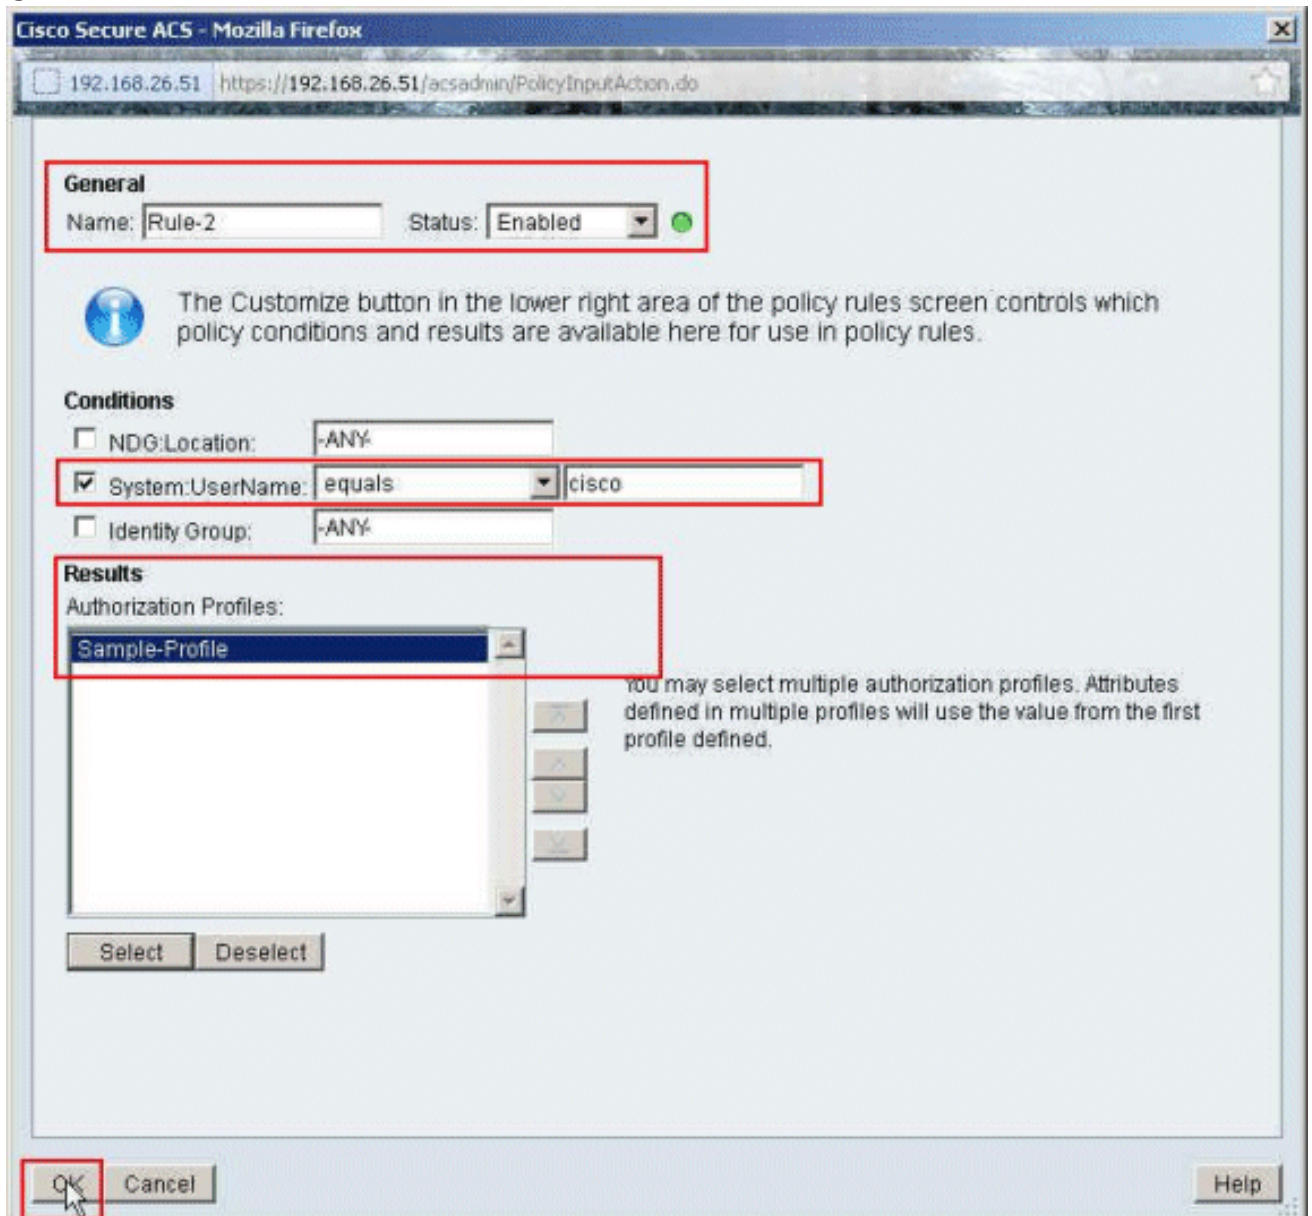 Cisco Secure ACS - Mozilla Firefox
192.168.26.51 https://192.168.26.51/acsadmin/PolicyInputAction.do
General
Name: Rule-2 Status: Enabled
The Customize button in the lower right area of the policy rules screen controls which
policy conditions and results are available here for use in policy rules.
Conditions
NDG:Location: -ANY-
System:UserName: equals cisco
Identity Group: -ANY-
Results
Authorization Profiles:
Sample-Profile
You may select multiple authorization profiles. Attributes
defined in multiple profiles will use the value from the first
profile defined.
Select Deselect
OK Cancel Help